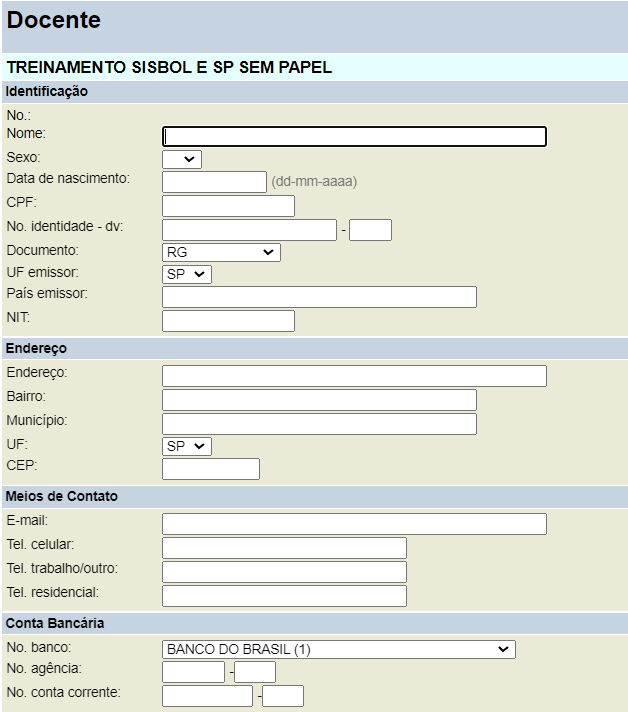 Docente
TREINAMENTO SISBOL E SP SEM PAPEL
Identificação
No.:
Nome:
Sexo:
Data de nascimento: (dd-mm-aaaa)
CPF:
No. identidade - dv: -
Documento: RG
UF emissor: SP
País emissor:
NIT:
Endereço
Endereço:
Bairro:
Município:
UF: SP
CEP:
Meios de Contato
E-mail:
Tel. celular:
Tel. trabalho/outro:
Tel. residencial:
Conta Bancária
No. banco: BANCO DO BRASIL (1)
No. agência: -
No. conta corrente: -